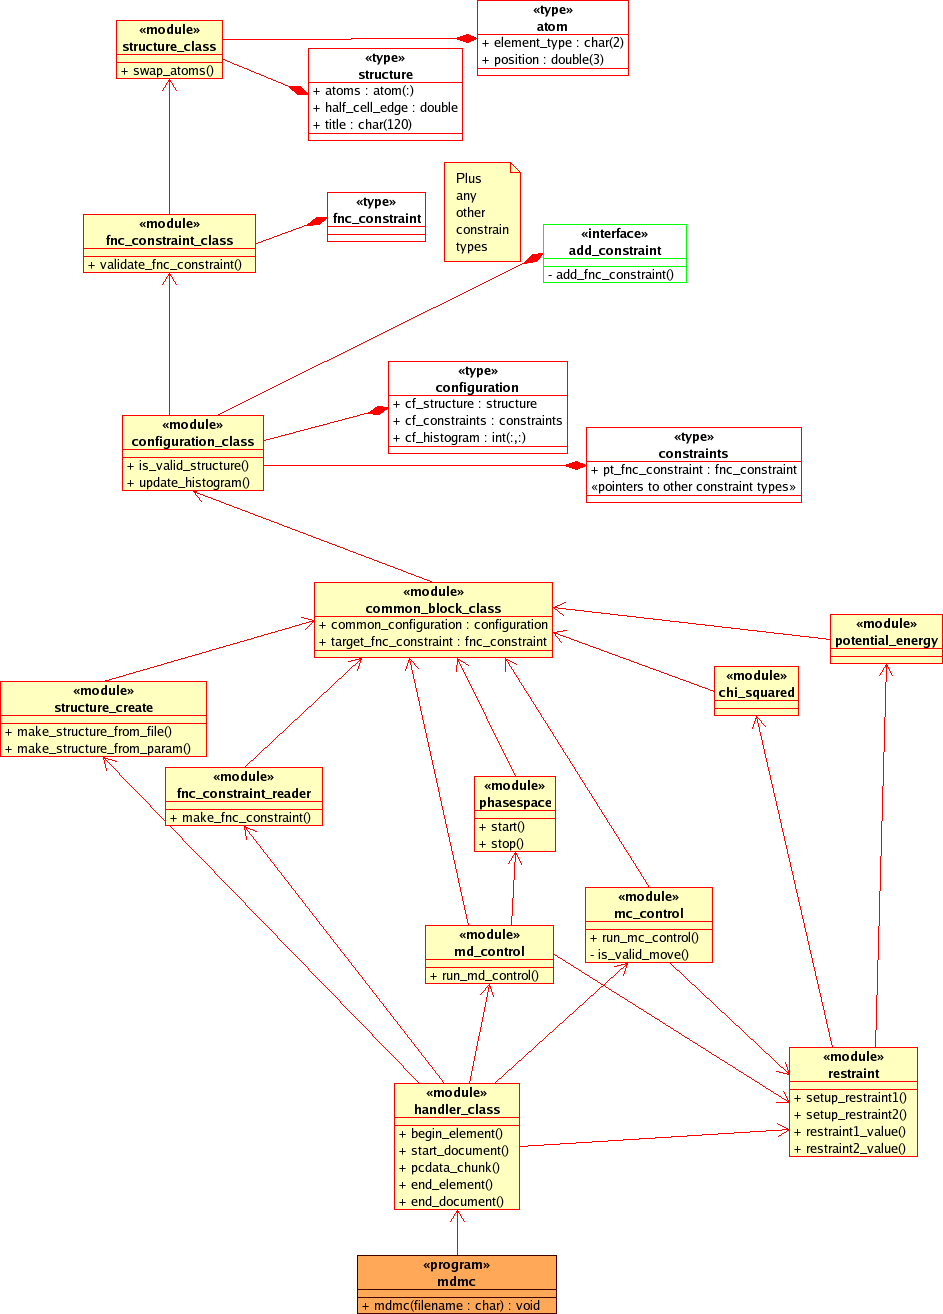 «module»
structure_class
+ swap_atoms()
«type»
atom
+ element_type : char(2)
+ position : double(3)
«type»
structure
+ atoms : atom(:)
+ half_cell_edge : double
+ title : char(120)
Plus
any
other
constrain
types
«type»
fnc_constraint
«module»
fnc_constraint_class
+ validate_fnc_constraint()
«interface»
add_constraint
- add_fnc_constraint()
«type»
configuration
+ cf_structure : structure
+ cf_constraints : constraints
+ cf_histogram : int(:,:)
«module»
configuration_class
+ is_valid_structure()
+ update_histogram()
«type»
constraints
+ pt_fnc_constraint : fnc_constraint
«pointers to other constraint types»
«module»
common_block_class
+ common_configuration : configuration
+ target_fnc_constraint : fnc_constraint
«module»
potential_energy
«module»
chi_squared
«module»
structure_create
+ make_structure_from_file()
+ make_structure_from_param()
«module»
fnc_constraint_reader
+ make_fnc_constraint()
«module»
phasespace
+ start()
+ stop()
«module»
mc_control
+ run_mc_control()
- is_valid_move()
«module»
md_control
+ run_md_control()
«module»
restraint
+ setup_restraint1()
+ setup_restraint2()
+ restraint1_value()
+ restraint2_value()
«module»
handler_class
+ begin_element()
+ start_document()
+ pcdata_chunk()
+ end_element()
+ end_document()
«program»
mdmc
+ mdmc(filename : char) : void